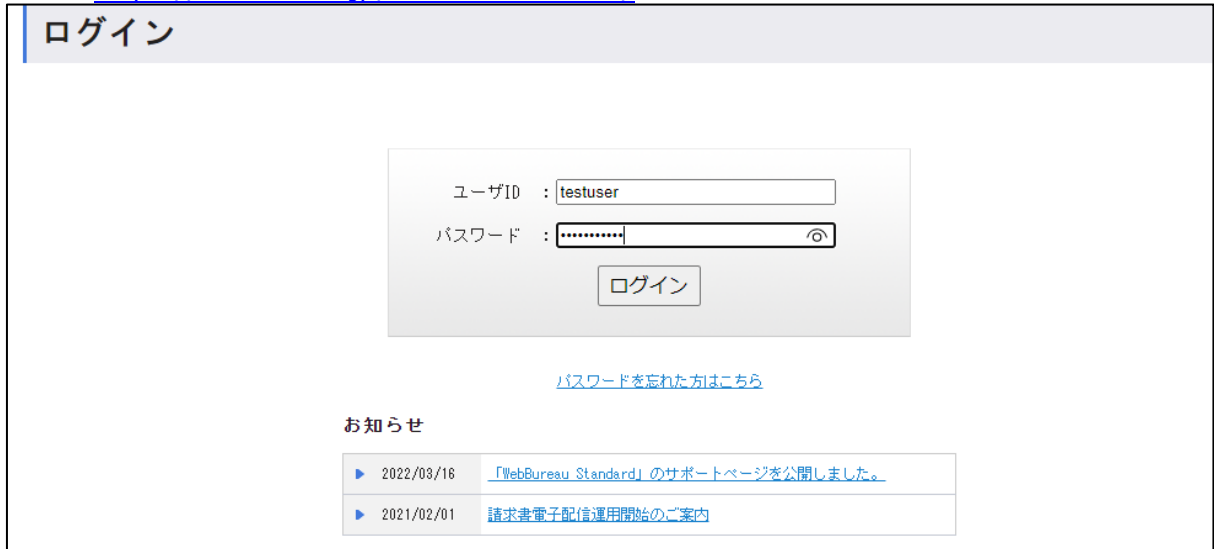 ログイン
ユーザID : testuser
パスワード : •••••••••••
ログイン
パスワードを忘れた方はこちら
お知らせ
2022/03/16 「WebBureau Standard」のサポートページを公開しました。
2021/02/01 請求書電子配信運用開始のご案内